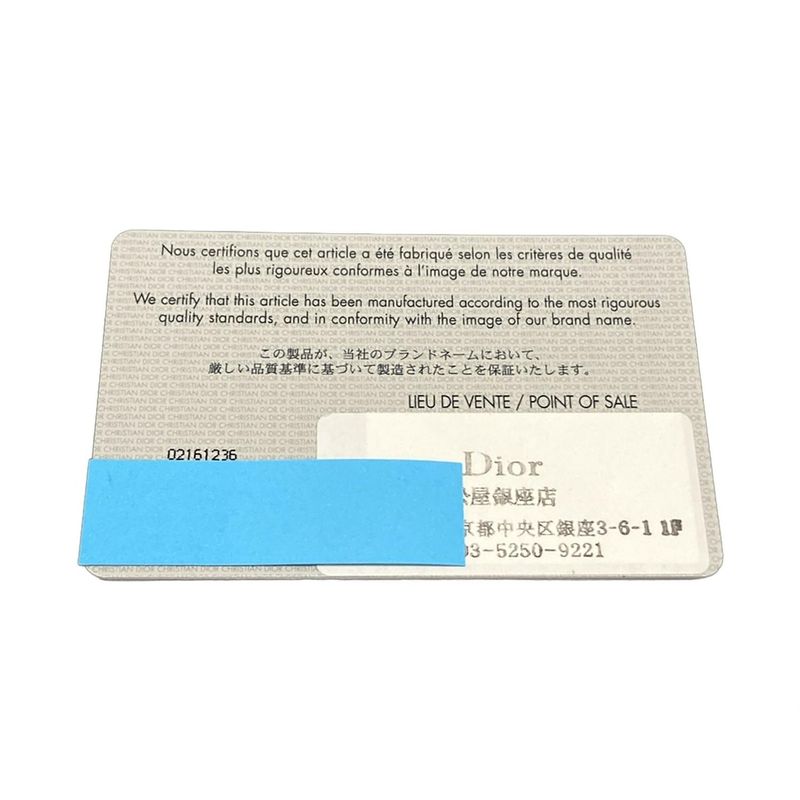 Nous certifions que cet article a été fabriqué selon les critères de qualité
les plus rigoureux conformes à l'image de notre marque.
We certify that this article has been manufactured according to the most rigourous
quality standards, and in conformity with the image of our brand name.
この製品が、当社のブランドネームにおいて、
厳しい品質基準に基づいて製造されたことを保証いたします。
LIEU DE VENTE / POINT OF SALE
02161236
Dior
松屋銀座店
京都中央区銀座3-6-1 1F
03-5250-9221